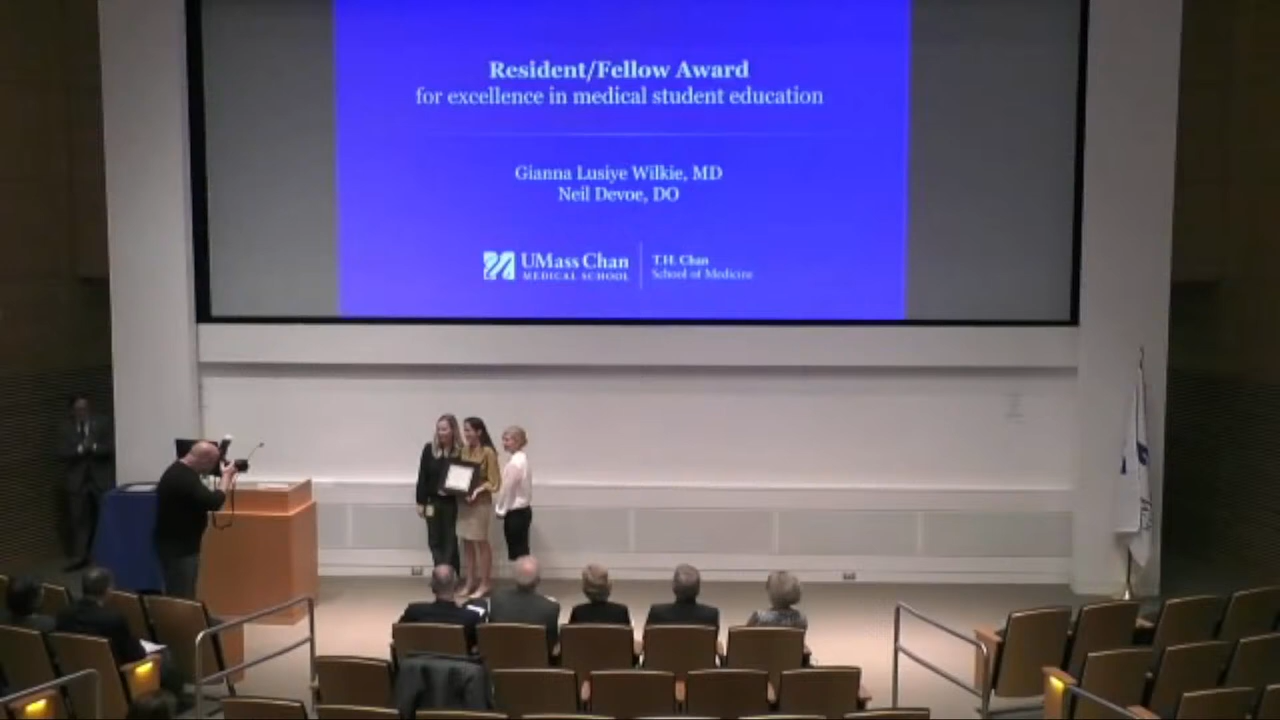 Resident/Fellow Award
for excellence in medical student education
Gianna Lusiye Wilkie, MD
Neil Devoe, DO
UMass Chan
MEDICAL SCHOOL
T.H. Chan
School of Medicine